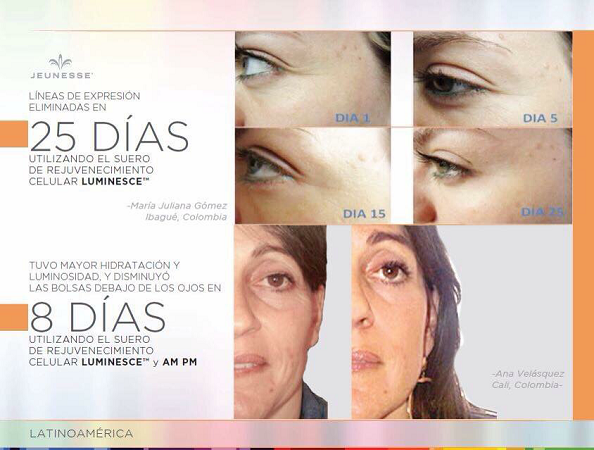 JEUNESSE
LÍNEAS DE EXPRESIÓN
ELIMINADAS EN
25 DÍAS
UTILIZANDO EL SUERO
DE REJUVENECIMIENTO
CELULAR LUMINESCE™
-María Juliana Gómez
Ibagué, Colombia
DIA 1
DIA 5
DIA 15
DIA 25
TUVO MAYOR HIDRATACIÓN Y
LUMINOSIDAD, Y DISMINUYÓ
LAS BOLSAS DEBAJO DE LOS OJOS EN
8 DÍAS
UTILIZANDO EL SUERO
DE REJUVENECIMIENTO
CELULAR LUMINESCE™ y AM PM
-Ana Velásquez
Cali, Colombia-
LATINOAMÉRICA